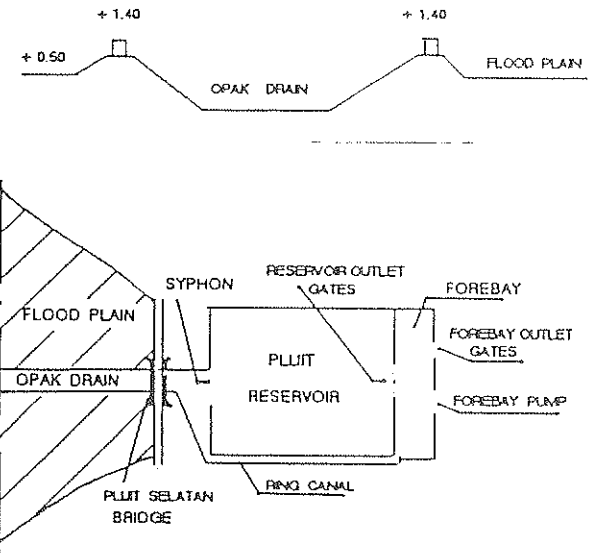 + 1.40
+ 1.40
+ 0.50
FLOOD PLAIN
OPAK DRAIN
SYPHON
RESERVOIR OUTLET
GATES
FOREBAY
FLOOD PLAIN
FOREBAY OUTLET
GATES
PLUIT
RESERVOIR
OPAK DRAIN
FOREBAY PUMP
PLUIT SELATAN
BRIDGE
RING CANAL